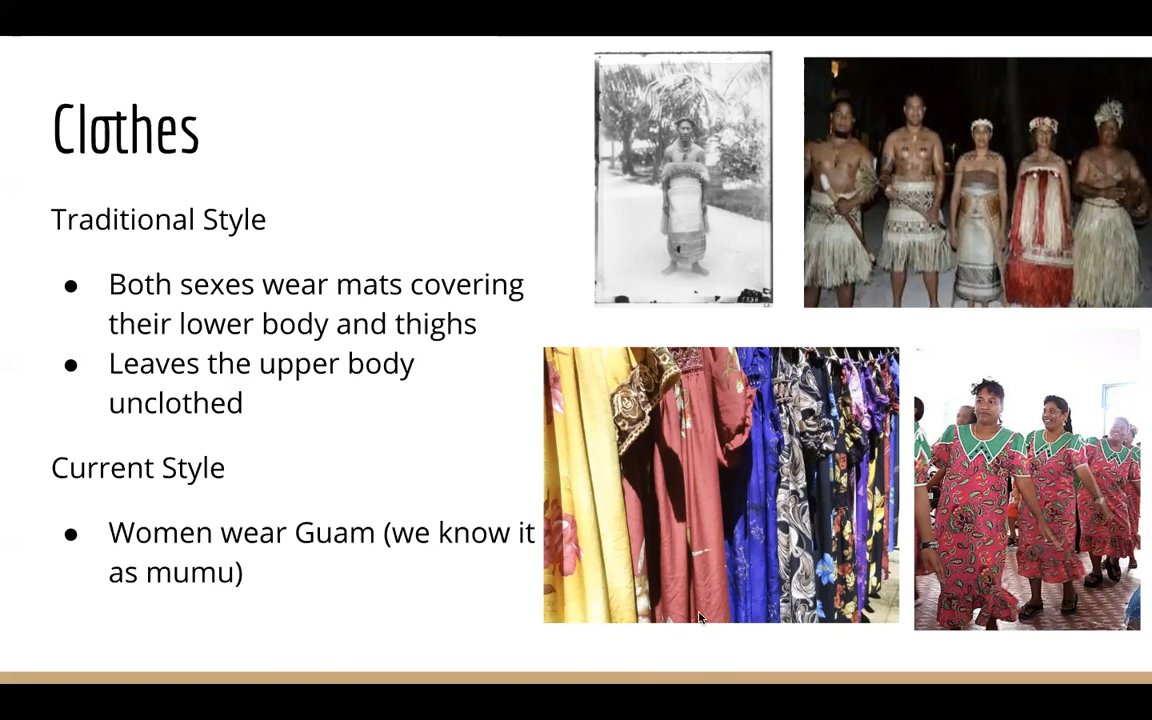 Clothes
Traditional Style
● Both sexes wear mats covering
their lower body and thighs
● Leaves the upper body
unclothed
Current Style
● Women wear Guam (we know it
as mumu)